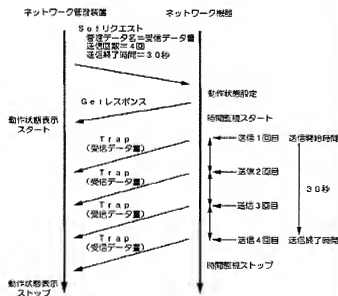 ネットワーク管理装置
ネットワーク機器
Setリクエスト
管理データ名=受信データ量
送信回数=4回
送信終了時間=30秒
動作状態設定
Getレスポンス
時間監視スタート
動作状態表示
スタート
Trap
(受信データ量)
送信1回目
送信開始時間
Trap
(受信データ量)
送信2回目
30秒
Trap
(受信データ量)
送信3回目
Trap
(受信データ量)
送信4回目
送信終了時間
時間監視ストップ
動作状態表示
ストップ